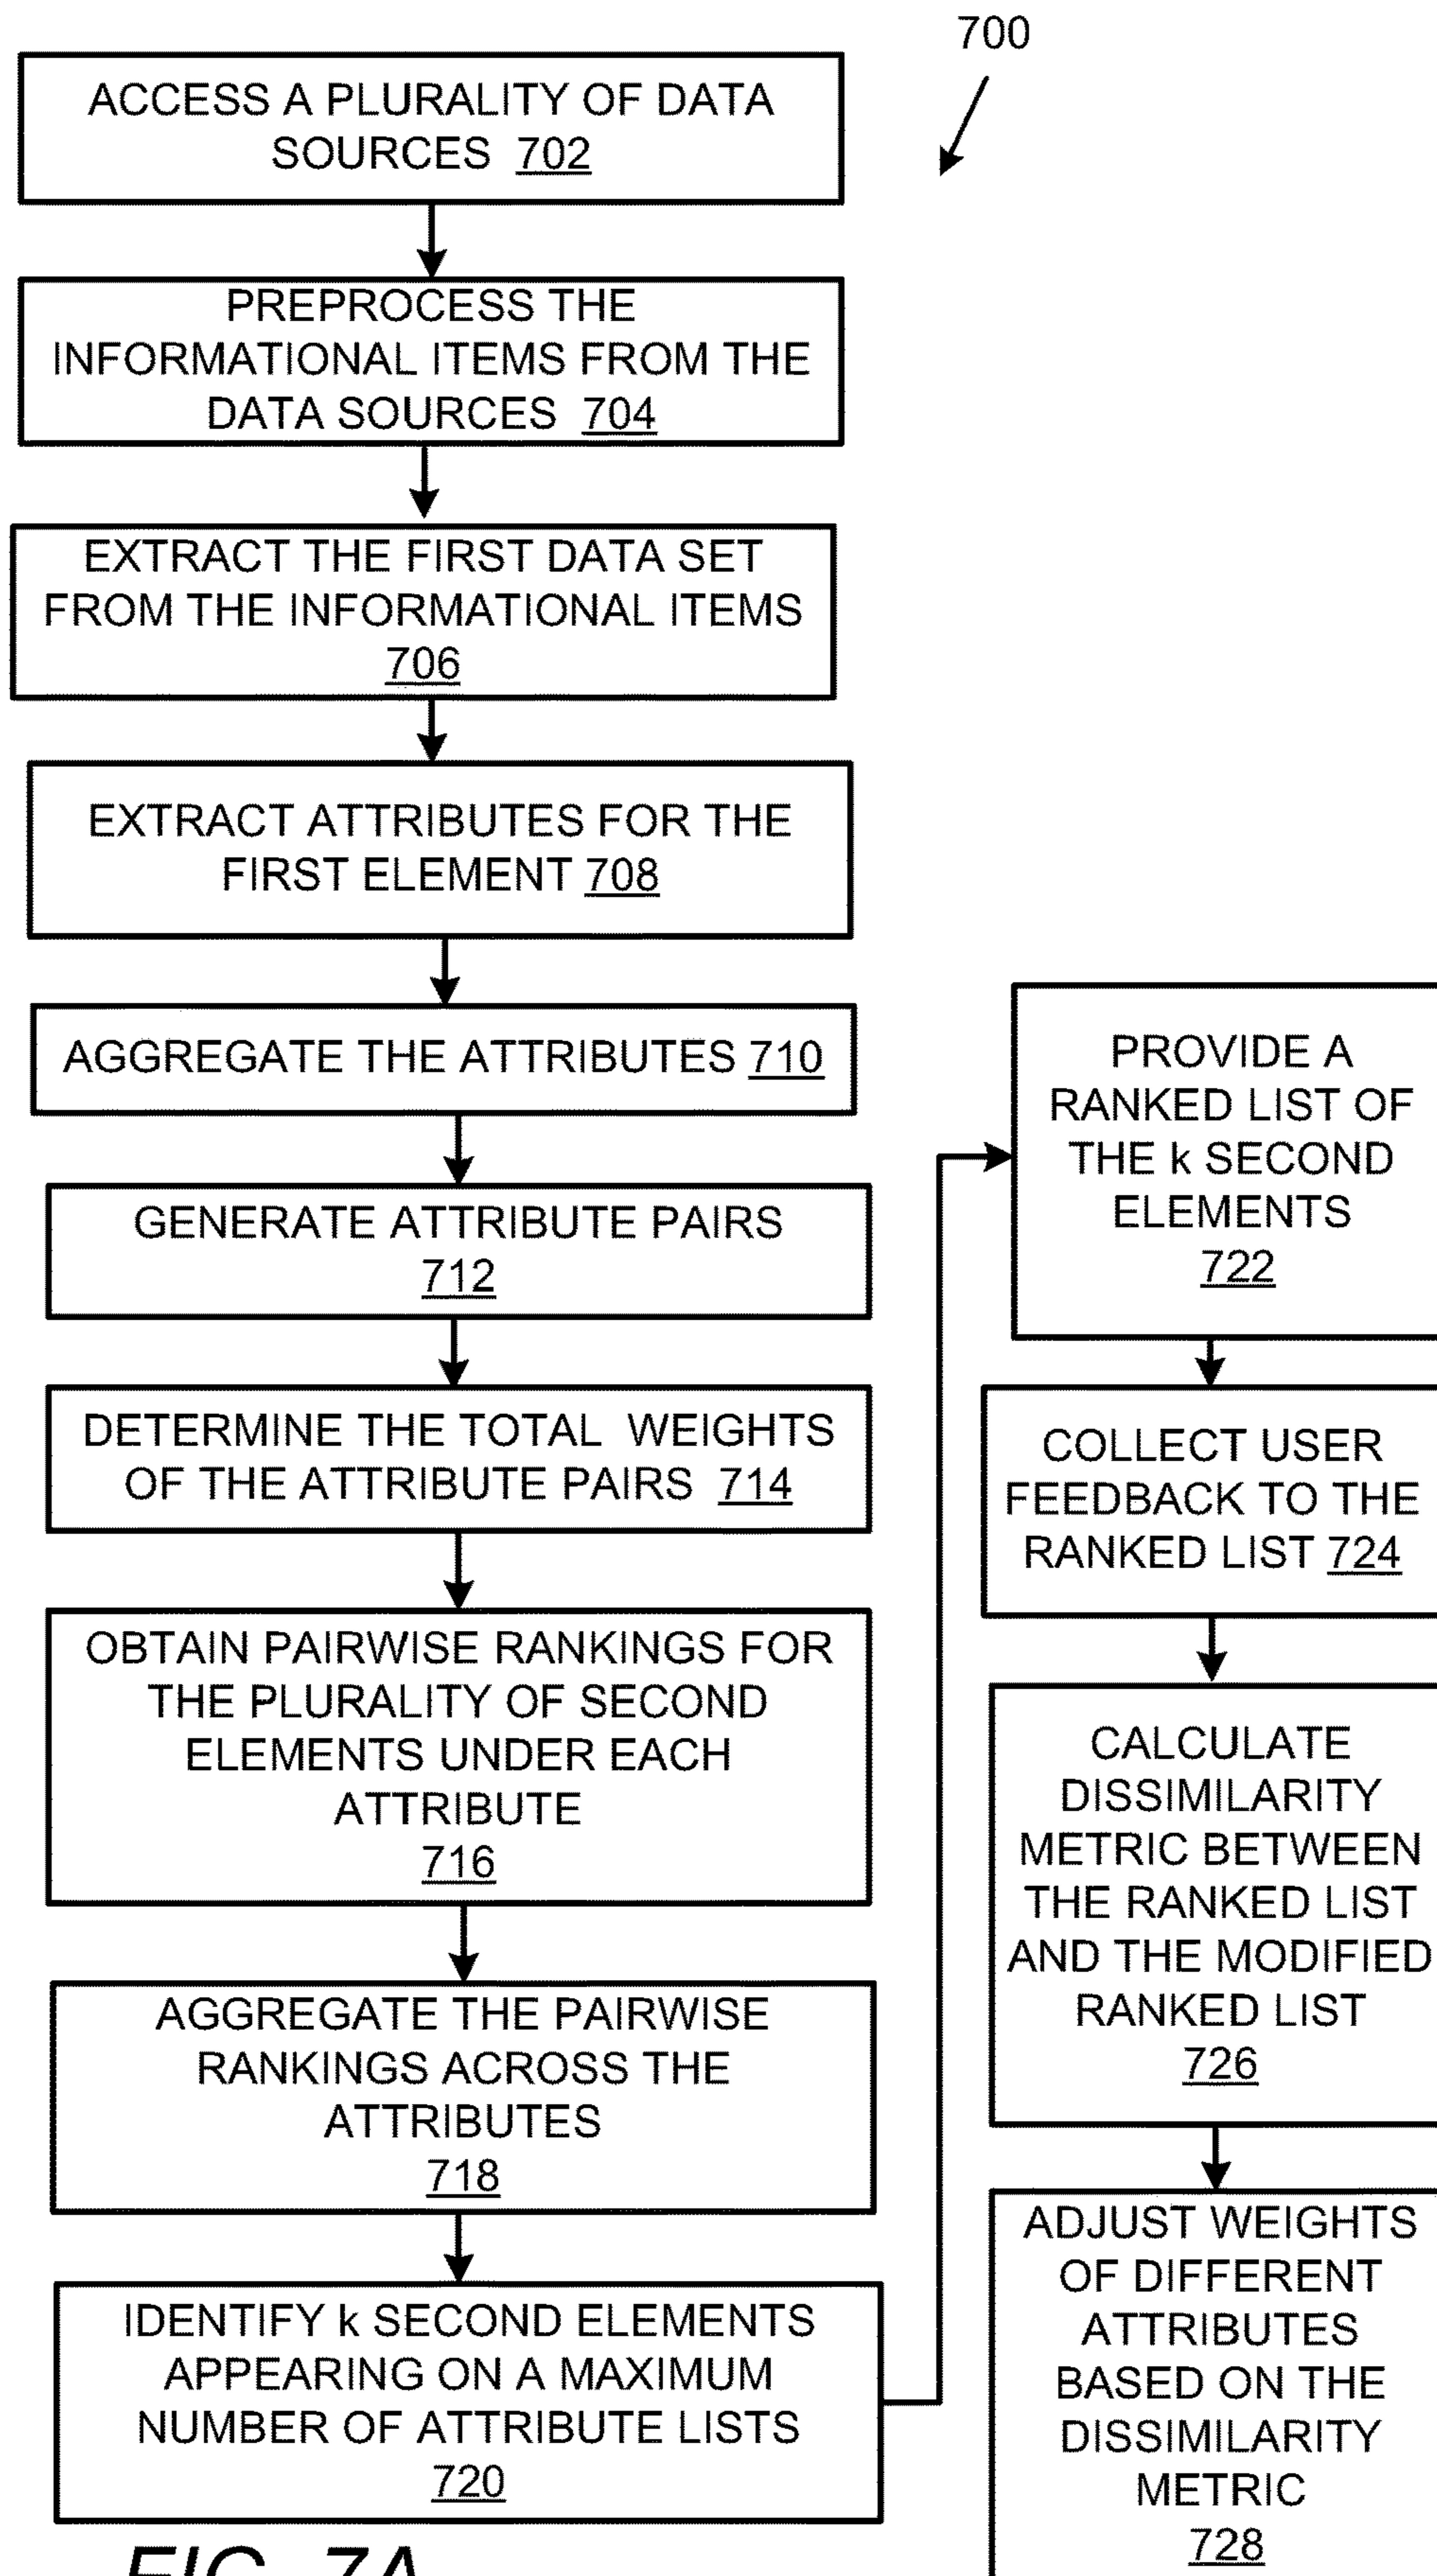 700
ACCESS A PLURALITY OF DATA
SOURCES 702
PREPROCESS THE
INFORMATIONAL ITEMS FROM THE
DATA SOURCES 704
EXTRACT THE FIRST DATA SET
FROM THE INFORMATIONAL ITEMS
706
EXTRACT ATTRIBUTES FOR THE
FIRST ELEMENT 708
AGGREGATE THE ATTRIBUTES 710
GENERATE ATTRIBUTE PAIRS
712
DETERMINE THE TOTAL WEIGHTS
OF THE ATTRIBUTE PAIRS 714
OBTAIN PAIRWISE RANKINGS FOR
THE PLURALITY OF SECOND
ELEMENTS UNDER EACH
ATTRIBUTE
716
AGGREGATE THE PAIRWISE
RANKINGS ACROSS THE
ATTRIBUTES
718
IDENTIFY k SECOND ELEMENTS
APPEARING ON A MAXIMUM
NUMBER OF ATTRIBUTE LISTS
720
PROVIDE A
RANKED LIST OF
THE k SECOND
ELEMENTS
722
COLLECT USER
FEEDBACK TO THE
RANKED LIST 724
CALCULATE
DISSIMILARITY
METRIC BETWEEN
THE RANKED LIST
AND THE MODIFIED
RANKED LIST
726
ADJUST WEIGHTS
OF DIFFERENT
ATTRIBUTES
BASED ON THE
DISSIMILARITY
METRIC
728
FIG. 7A